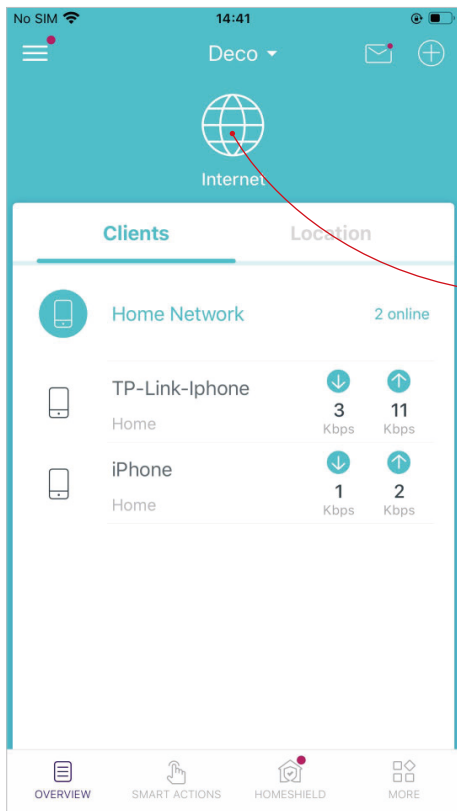 No SIM 14:41
Deco
Internet
Clients Location
Home Network 2 online
TP-Link-Iphone
3 11
Home Kbps Kbps
iPhone
1 2
Home Kbps Kbps
OVERVIEW SMART ACTIONS HOMESHIELD MORE